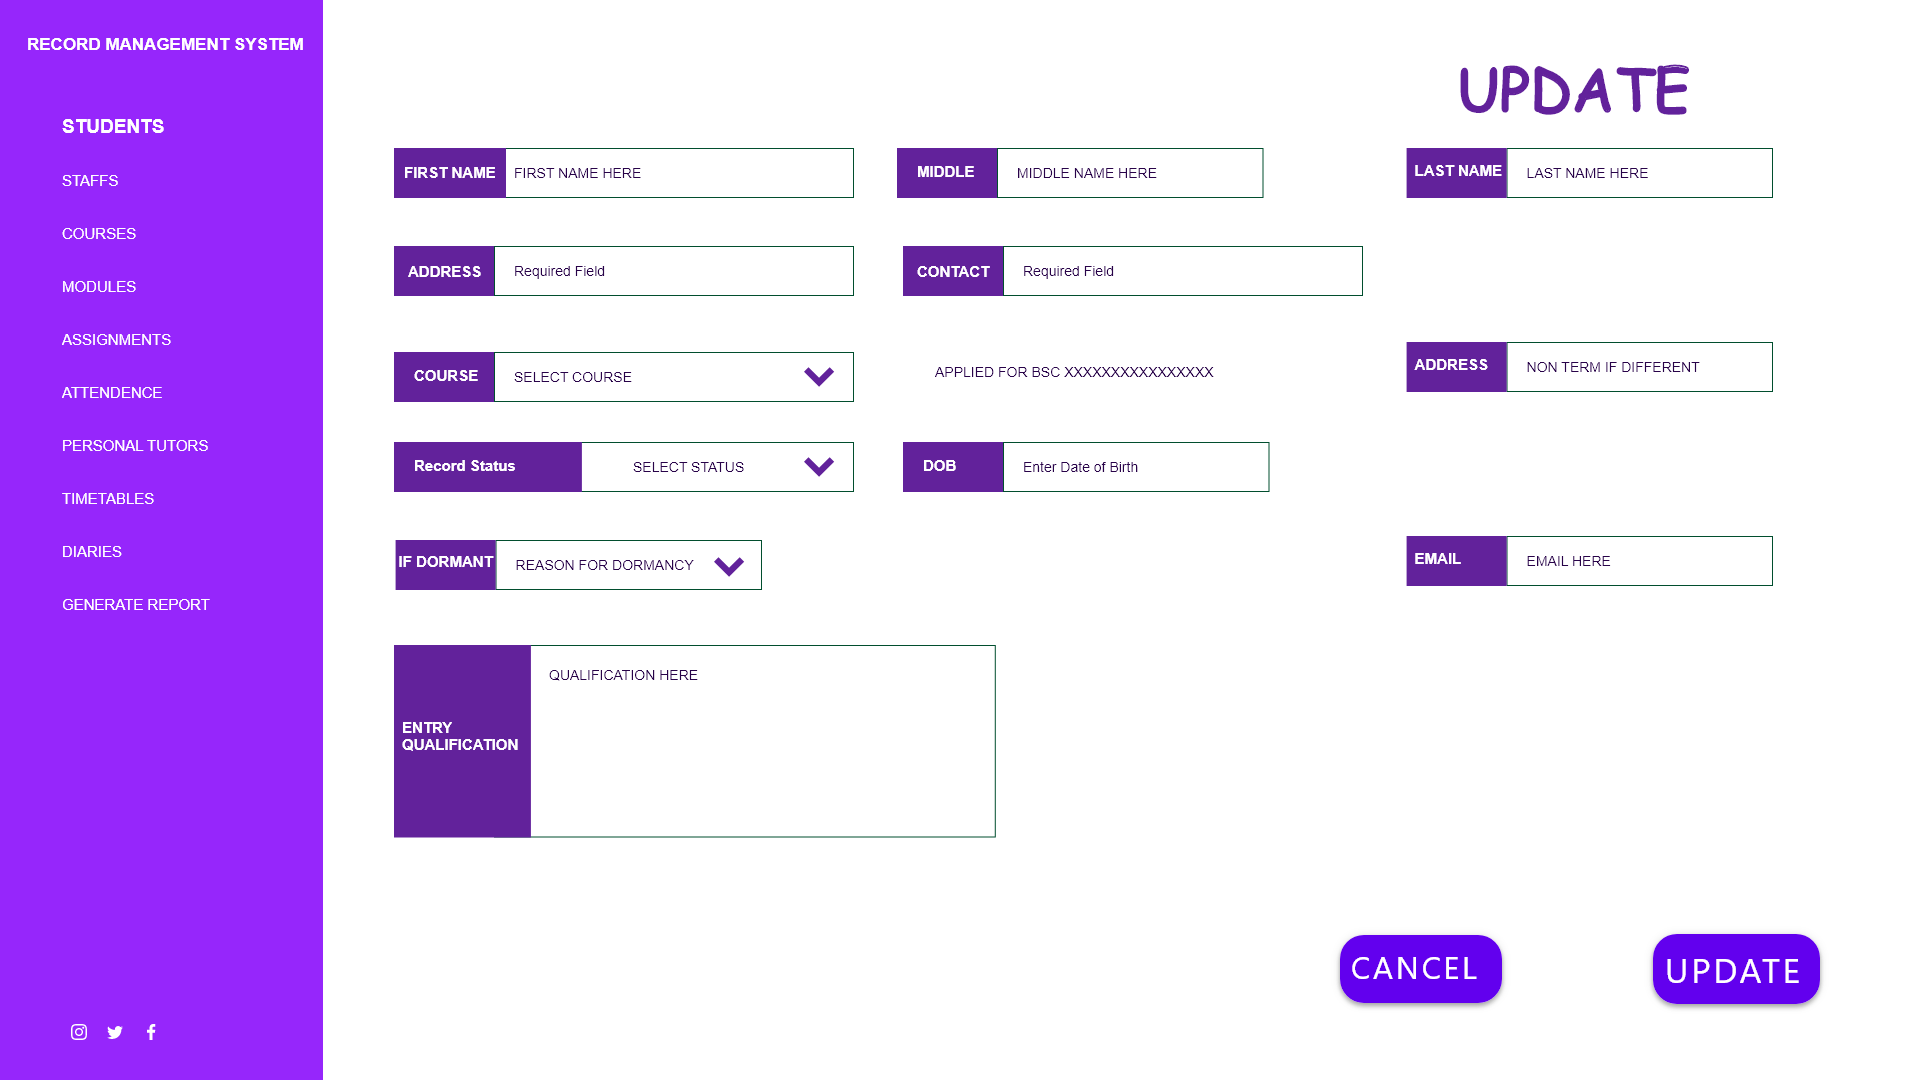 RECORD MANAGEMENT SYSTEM
STUDENTS
STAFFS
COURSES
MODULES
ASSIGNMENTS
ATTENDENCE
PERSONAL TUTORS
TIMETABLES
DIARIES
GENERATE REPORT
UPDATE
FIRST NAME FIRST NAME HERE
MIDDLE MIDDLE NAME HERE
LAST NAME LAST NAME HERE
ADDRESS Required Field
CONTACT Required Field
COURSE SELECT COURSE
APPLIED FOR BSC XXXXXXXXXXXXXXXX
ADDRESS NON TERM IF DIFFERENT
Record Status SELECT STATUS
DOB Enter Date of Birth
IF DORMANT REASON FOR DORMANCY
EMAIL EMAIL HERE
ENTRY
QUALIFICATION
QUALIFICATION HERE
CANCEL
UPDATE